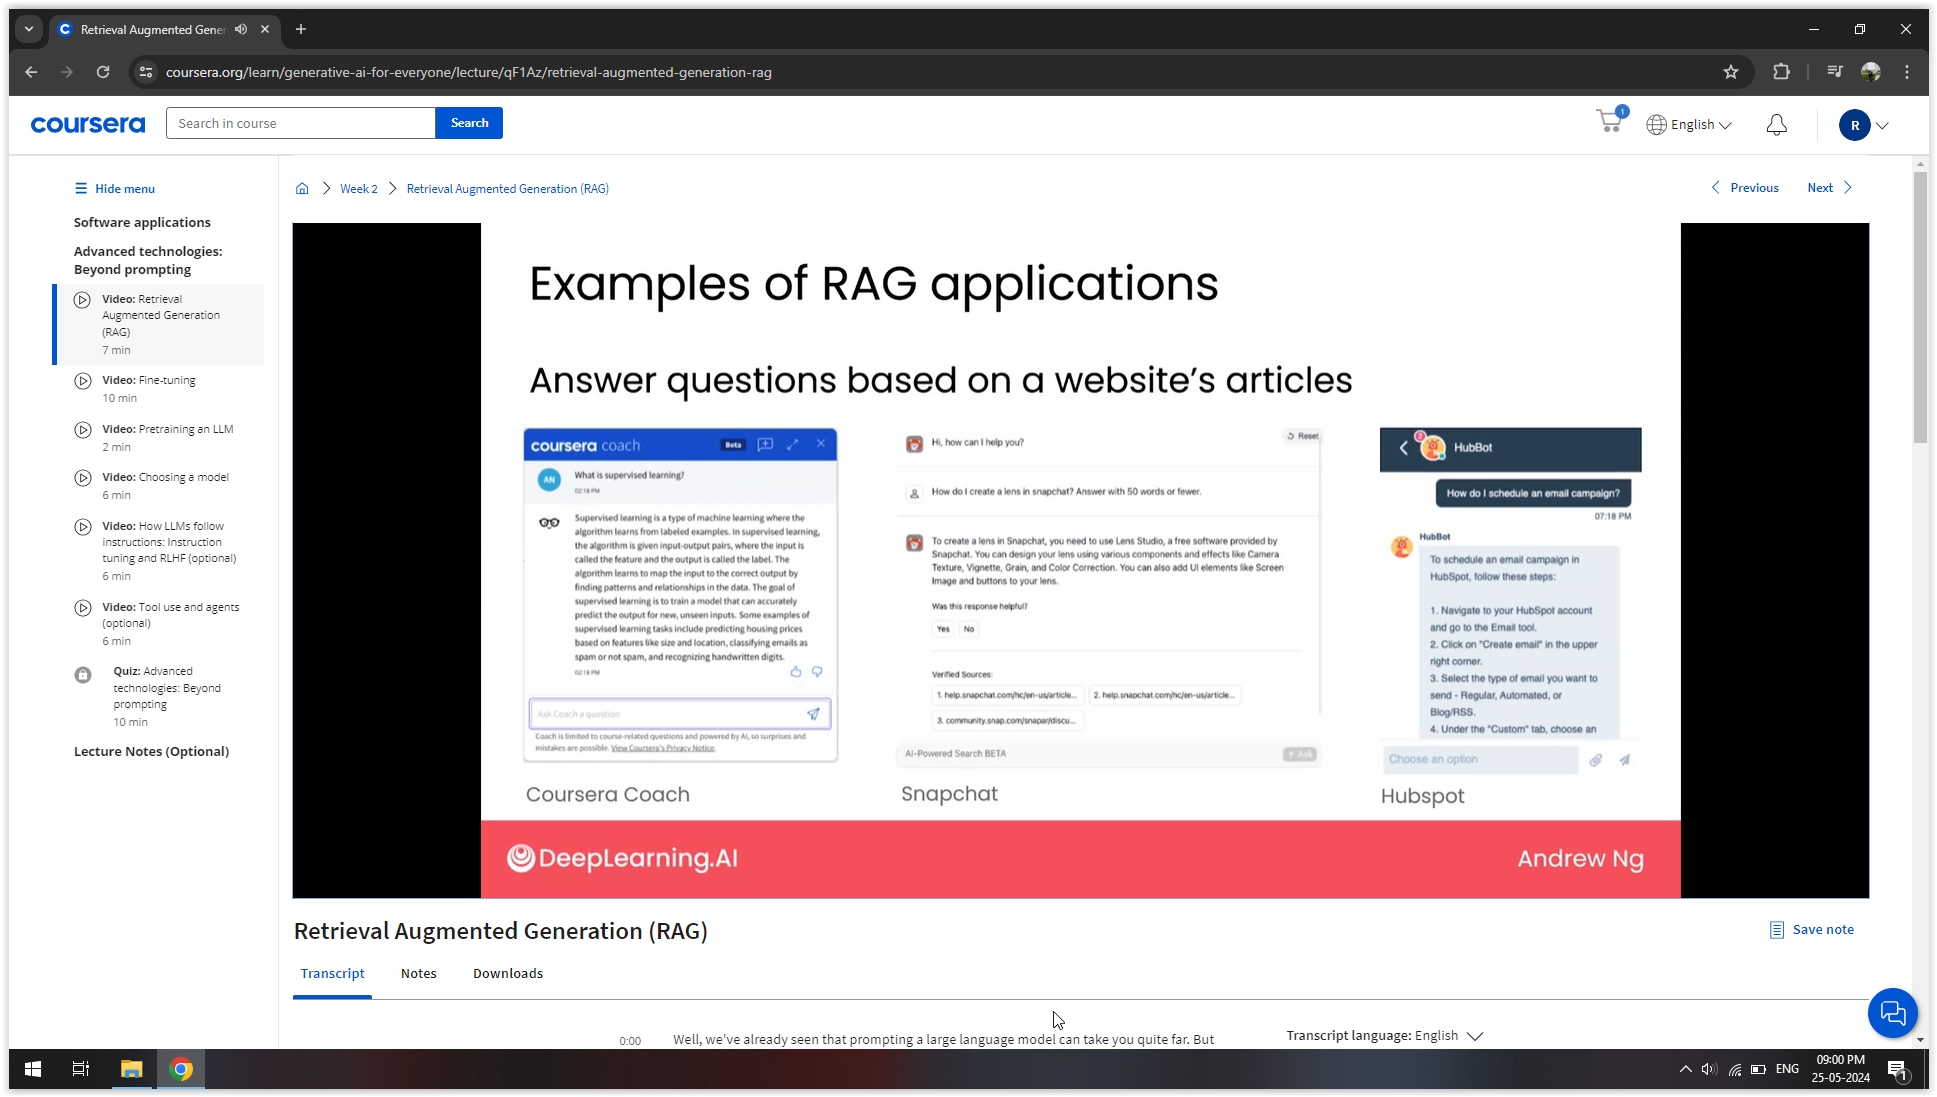 Retrieval Augmented Gener
coursera.org/learn/generative-ai-for-everyone/lecture/qF1Az/retrieval-augmented-generation-rag
coursera
Search in course
Search
1
English
R
Hide menu
Software applications
Advanced technologies:
Beyond prompting
Video: Retrieval
Augmented Generation
(RAG)
7 min
Video: Fine-tuning
10 min
Video: Pretraining an LLM
2 min
Video: Choosing a model
6 min
Video: How LLMs follow
instructions: Instruction
tuning and RLHF (optional)
6 min
Video: Tool use and agents
(optional)
6 min
Quiz: Advanced
technologies: Beyond
prompting
10 min
Lecture Notes (Optional)
Week 2
Retrieval Augmented Generation (RAG)
Previous
Next
Examples of RAG applications
Answer questions based on a website's articles
coursera coach
Beta
AN
What is supervised learning?
02:18 PM
Supervised learning is a type of machine learning where the
algorithm learns from labeled examples. In supervised learning,
the algorithm is given input-output pairs, where the input is
called the feature and the output is called the label. The
algorithm learns to map the input to the correct output by
finding patterns and relationships in the data. The goal of
supervised learning is to train a model that can accurately
predict the output for new, unseen inputs. Some examples of
supervised learning tasks include predicting housing prices
based on features like size and location, classifying emails as
spam or not spam, and recognizing handwritten digits.
02:18 PM
Ask Coach a question
Coach is limited to course-related questions and powered by AI, so surprises and
mistakes are possible. View Coursera's Privacy Notice.
Coursera Coach
Hi, how can I help you?
Reset
How do I create a lens in snapchat? Answer with 50 words or fewer.
To create a lens in Snapchat, you need to use Lens Studio, a free software provided by
Snapchat. You can design your lens using various components and effects like Camera
Texture, Vignette, Grain, and Color Correction. You can also add UI elements like Screen
Image and buttons to your lens.
Was this response helpful?
Yes
No
Verified Sources:
1. help.snapchat.com/hc/en-us/article...
2. help.snapchat.com/hc/en-us/article...
3. community.snap.com/snapar/discu...
AI-Powered Search BETA
Ask
Snapchat
2
HubBot
How do I schedule an email campaign?
07:18 PM
HubBot
To schedule an email campaign in
HubSpot, follow these steps:
1. Navigate to your HubSpot account
and go to the Email tool.
2. Click on "Create email" in the upper
right corner.
3. Select the type of email you want to
send - Regular, Automated, or
Blog/RSS.
4. Under the "Custom" tab, choose an
Choose an option
Hubspot
DeepLearning.AI
Andrew Ng
Retrieval Augmented Generation (RAG)
Save note
Transcript
Notes
Downloads
0:00
Well, we've already seen that prompting a large language model can take you quite far. But
Transcript language: English
ENG
09:00 PM
25-05-2024
1